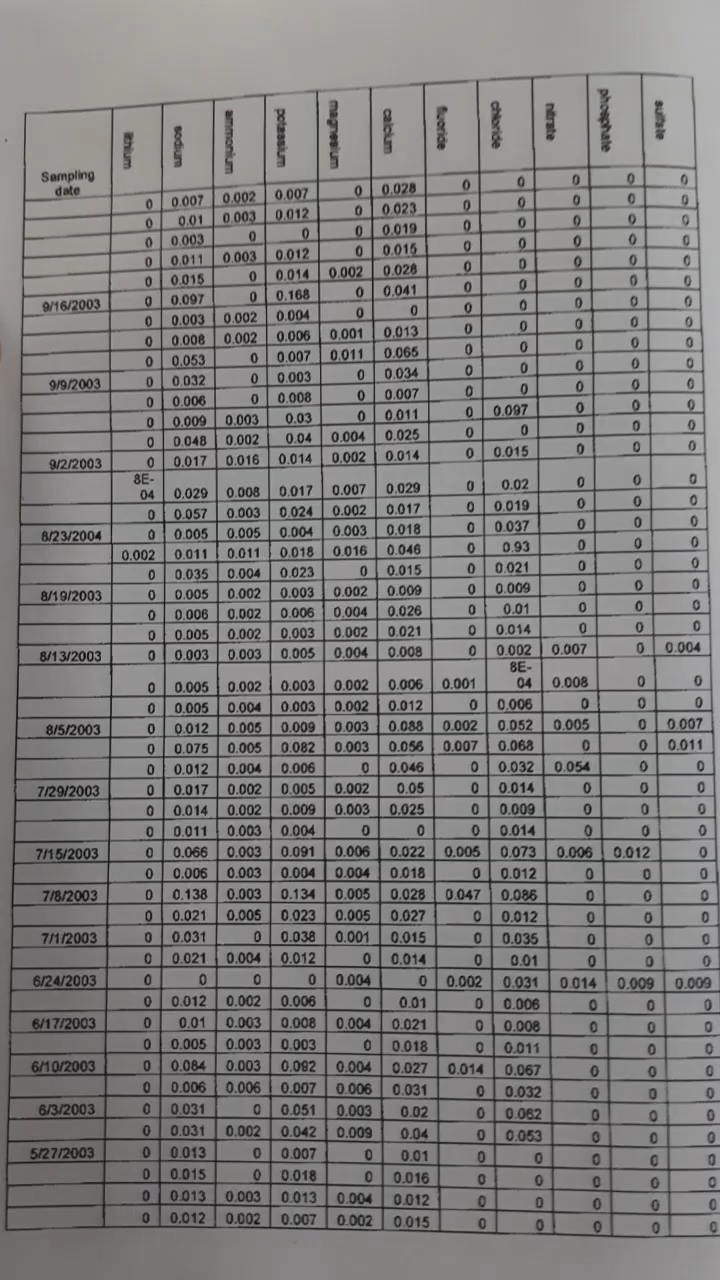 Sampling date lithium sodium ammonium potassium magnesium calcium fluoride chloride nitrate phosphate sulfate
0 0.007 0.002 0.007 0 0.028 0 0 0 0 0
0 0.01 0.003 0.012 0 0.023 0 0 0 0 0
0 0.003 0 0 0 0.019 0 0 0 0 0
0 0.011 0.003 0.012 0 0.015 0 0 0 0 0
0 0.015 0 0.014 0.002 0.028 0 0 0 0 0
9/16/2003 0 0.097 0 0.168 0 0.041 0 0 0 0 0
0 0.003 0.002 0.004 0 0 0 0 0 0 0
0 0.008 0.002 0.006 0.001 0.013 0 0 0 0 0
0 0.053 0 0.007 0.011 0.065 0 0 0 0 0
9/9/2003 0 0.032 0 0.003 0 0.034 0 0 0 0 0
0 0.006 0 0.008 0 0.007 0 0 0 0 0
0 0.009 0.003 0.03 0 0.011 0 0.097 0 0 0
0 0.048 0.002 0.04 0.004 0.025 0 0 0 0 0
9/2/2003 0 0.017 0.016 0.014 0.002 0.014 0 0.015 0 0 0
8E-04 0.029 0.008 0.017 0.007 0.029 0 0.02 0 0 0
0 0.057 0.003 0.024 0.002 0.017 0 0.019 0 0 0
8/23/2004 0 0.005 0.005 0.004 0.003 0.018 0 0.037 0 0 0
0.002 0.011 0.011 0.018 0.016 0.046 0 0.93 0 0 0
0 0.035 0.004 0.023 0 0.015 0 0.021 0 0 0
8/19/2003 0 0.005 0.002 0.003 0.002 0.009 0 0.009 0 0 0
0 0.006 0.002 0.006 0.004 0.026 0 0.01 0 0 0
0 0.005 0.002 0.003 0.002 0.021 0 0.014 0 0 0
8/13/2003 0 0.003 0.003 0.005 0.004 0.008 0 0.002 0.007 0 0.004
0 0.005 0.002 0.003 0.002 0.006 0.001 8E-04 0.008 0 0
0 0.005 0.004 0.003 0.002 0.012 0 0.006 0 0 0
8/5/2003 0 0.012 0.005 0.009 0.003 0.088 0.002 0.052 0.005 0 0.007
0 0.075 0.005 0.082 0.003 0.056 0.007 0.068 0 0 0.011
0 0.012 0.004 0.006 0 0.046 0 0.032 0.054 0 0
7/29/2003 0 0.017 0.002 0.005 0.002 0.05 0 0.014 0 0 0
0 0.014 0.002 0.009 0.003 0.025 0 0.009 0 0 0
0 0.011 0.003 0.004 0 0 0 0.014 0 0 0
7/15/2003 0 0.066 0.003 0.091 0.006 0.022 0.005 0.073 0.006 0.012 0
0 0.006 0.003 0.004 0.004 0.018 0 0.012 0 0 0
7/8/2003 0 0.138 0.003 0.134 0.005 0.028 0.047 0.086 0 0 0
0 0.021 0.005 0.023 0.005 0.027 0 0.012 0 0 0
7/1/2003 0 0.031 0 0.038 0.001 0.015 0 0.035 0 0 0
0 0.021 0.004 0.012 0 0.014 0 0.01 0 0 0
6/24/2003 0 0 0 0 0.004 0 0.002 0.031 0.014 0.009 0.009
0 0.012 0.002 0.006 0 0.01 0 0.006 0 0 0
6/17/2003 0 0.01 0.003 0.008 0.004 0.021 0 0.008 0 0 0
0 0.005 0.003 0.003 0 0.018 0 0.011 0 0 0
6/10/2003 0 0.084 0.003 0.092 0.004 0.027 0.014 0.067 0 0 0
0 0.006 0.006 0.007 0.006 0.031 0 0.032 0 0 0
6/3/2003 0 0.031 0 0.051 0.003 0.02 0 0.062 0 0 0
0 0.031 0.002 0.042 0.009 0.04 0 0.053 0 0 0
5/27/2003 0 0.013 0 0.007 0 0.01 0 0 0 0 0
0 0.015 0 0.018 0 0.016 0 0 0 0 0
0 0.013 0.003 0.013 0.004 0.012 0 0 0 0 0
0 0.012 0.002 0.007 0.002 0.015 0 0 0 0 0